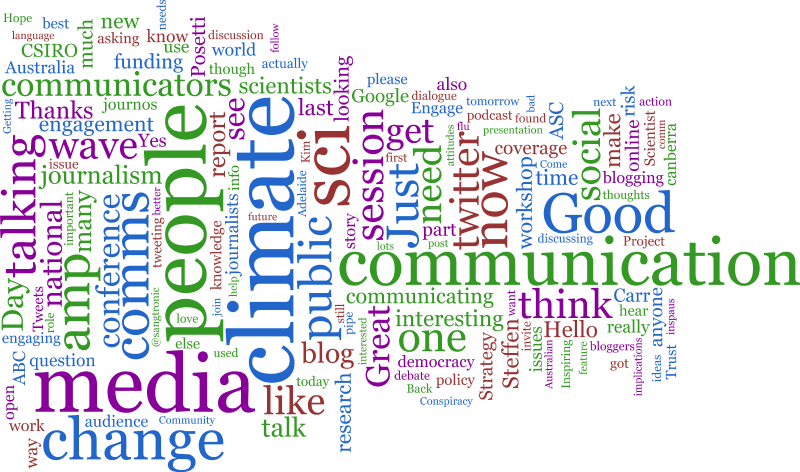 Hope
best
new
needs
language
asking
know
Posetti
discussion
follow
CSIRO
much
use
world
Australia
funding
though
actually
communicators
scientists
looking
please
Google
also
Getting
Thanks
journos
people
climate
last
dialogue
Engage
tomorrow
bad
next
risk
action
engagement
Yes
report
see
sci
session
get
podcast
found
ASC
social
make
online
Scientist
comm
canberra
talking
wave
issue
journalism
Kim
first
attitudes
flu
presentation
coverage
Just
need
twitter
now
workshop
Come
time
blogging
thoughts
national
important
many
better
tweeting
knowledge
journalists
info
Adelaide
future
public
story
lots
part
post
Good
discussing
Project
Day
Tweets
role
amp
conference
comms
@sangtronic
love
join
help
still
pipe
communication
communicating
want
think
Carr
hear
anyone
inspaus
engaging
ABC
question
else
used
blog
interested
Great
interesting
one
Strategy
Steffen
invite
issues
Hello
really
V
bloggers
Australian
Inspiring
feature
got
implications
ideas
Trust
media
today
like
democracy
debate
policy
Back
Conspiracy
open
work
way
audience
Community
change
talk
research